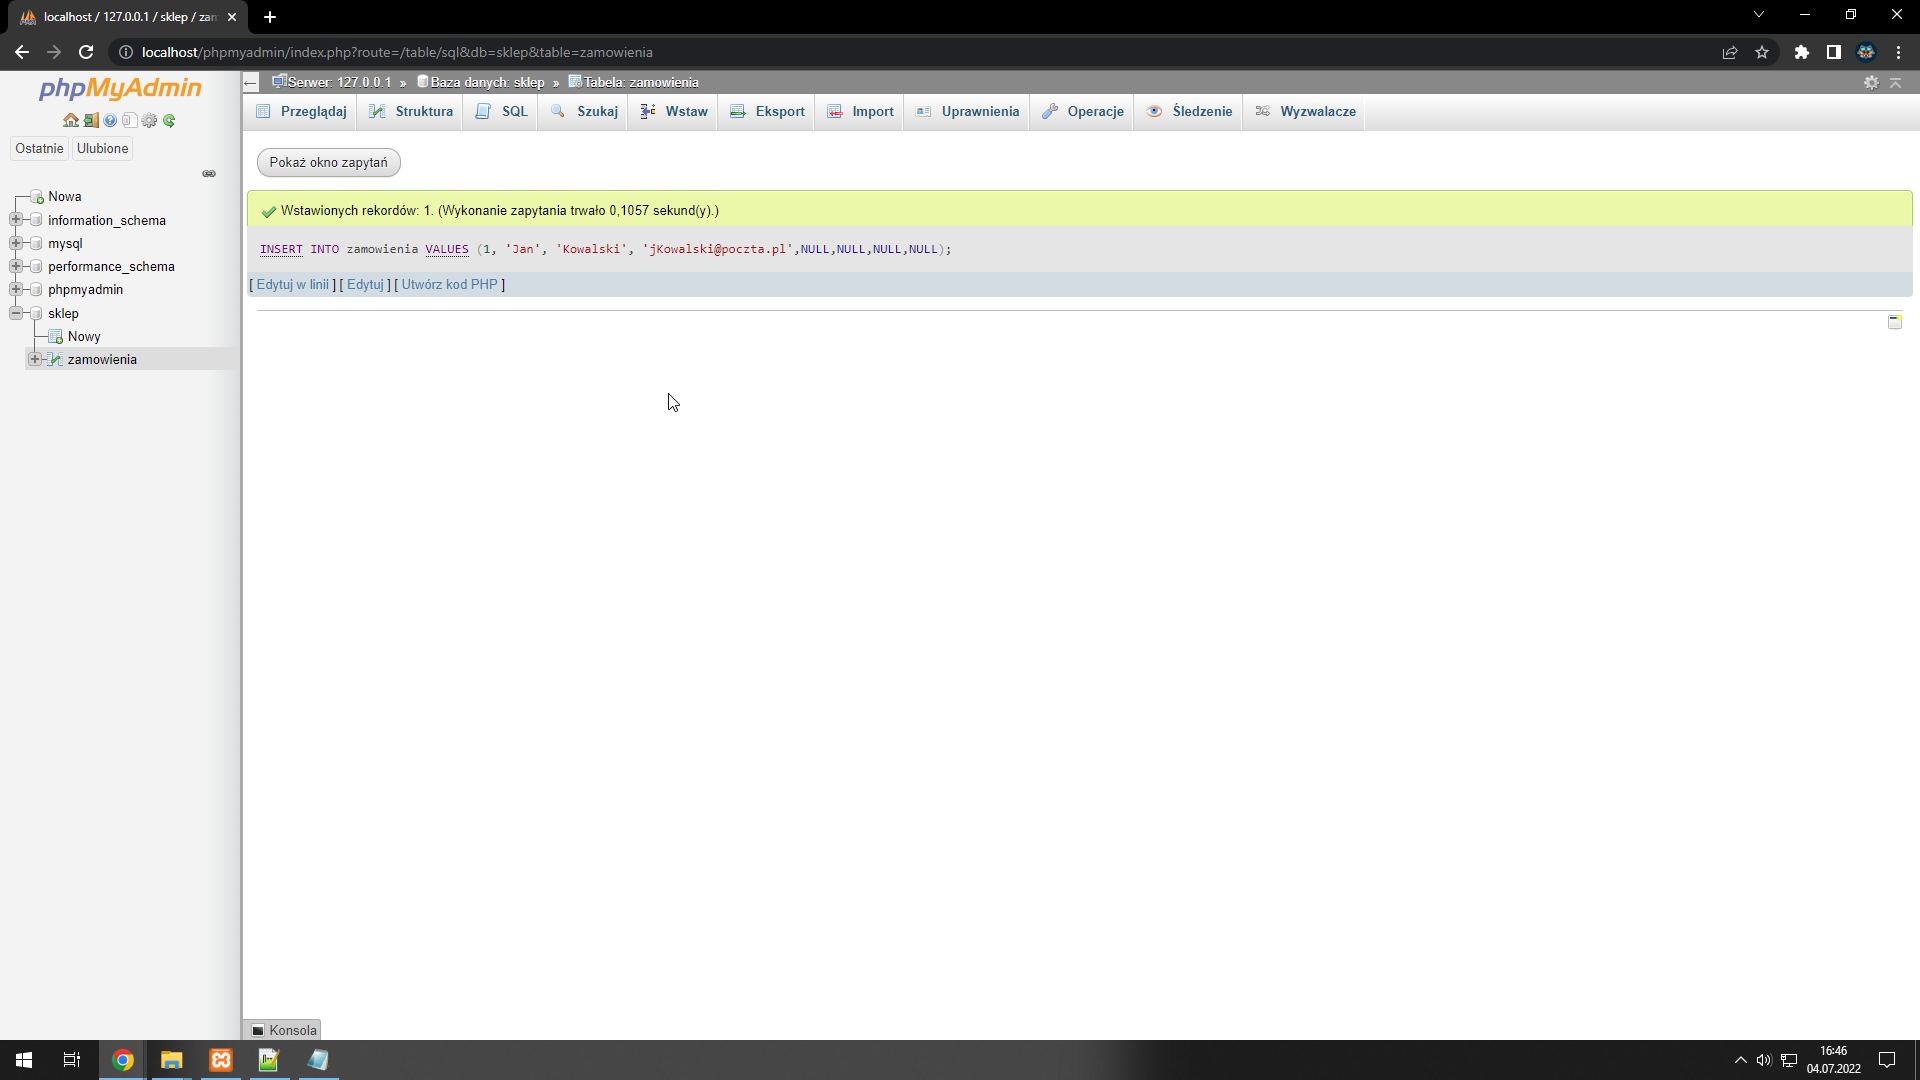 localhost / 127.0.0.1 / sklep / zam
localhost/phpmyadmin/index.php?route=/table/sql&db=sklep&table=zamowienia
phpMyAdmin
Ostatnie Ulubione
Nowa
information_schema
mysql
performance_schema
phpmyadmin
sklep
Nowy
zamowienia
Serwer: 127.0.0.1 » Baza danych: sklep » Tabela: zamowienia
Przeglądaj Struktura SQL Szukaj Wstaw Eksport Import Uprawnienia Operacje Śledzenie Wyzwalacze
Pokaż okno zapytań
Wstawionych rekordów: 1. (Wykonanie zapytania trwało 0,1057 sekund(y).)
INSERT INTO zamowienia VALUES (1, 'Jan', 'Kowalski', 'jKowalski@poczta.pl',NULL,NULL,NULL,NULL);
[ Edytuj w linii ] [ Edytuj ] [ Utwórz kod PHP ]
Konsola
16:46
04.07.2022